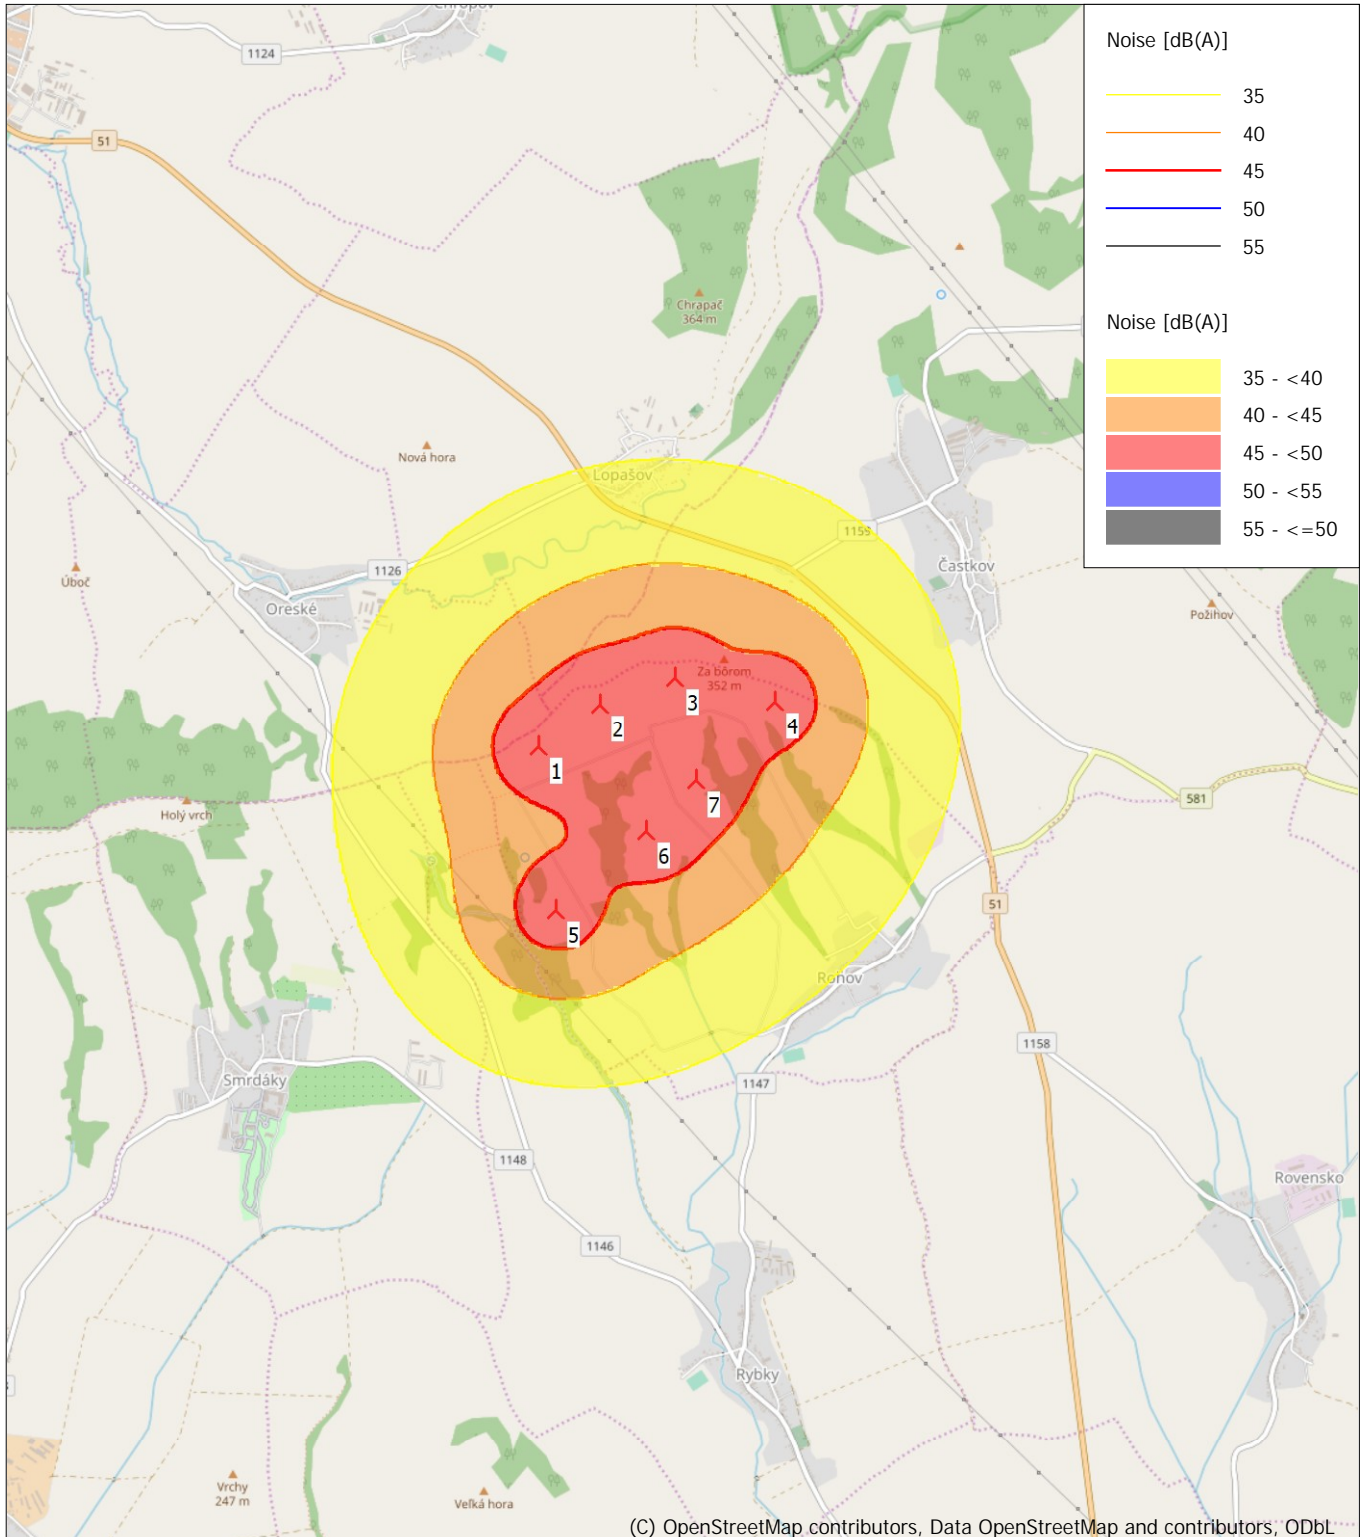 Chropov
1124
51
Noise [dB(A)]
35
40
45
50
55
Noise [dB(A)]
35 - <40
40 - <45
45 - <50
50 - <55
55 - <=50
Chrapač
364 m
Nová hora
Lopašov
1159
Častkov
Úboč
1126
Oreské
Požihov
Za bôrom
352 m
3
2
4
1
7
581
Holý vrch
6
51
5
Rohov
1158
Smrdáky
1147
1148
Rovensko
1146
Rybky
Vrchy
247 m
Veľká hora
(C) OpenStreetMap contributors, Data OpenStreetMap and contributors, ODbL